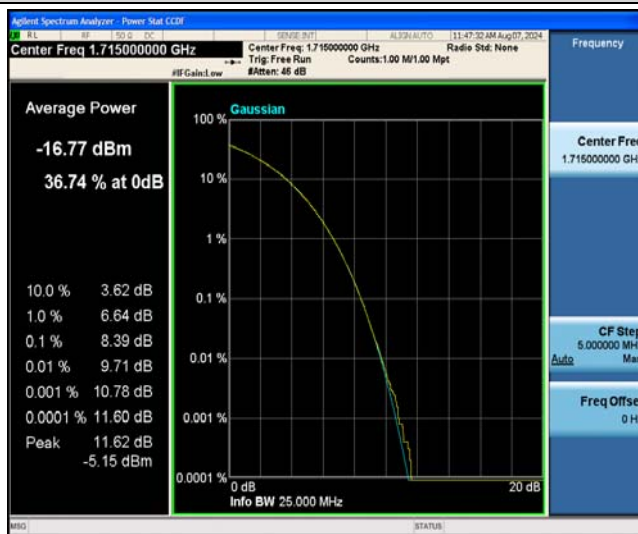 Agilent Spectrum Analyzer - Power Stat CCDF
RL RF 50 Ω DC SENSE:INT ALIGN AUTO 11:47:32 AM Aug 07, 2024
Center Freq 1.715000000 GHz
Center Freq: 1.715000000 GHz Radio Std: None
Trig: Free Run Counts:1.00 M/1.00 Mpt
#IFGain:Low #Atten: 46 dB
Frequency
Average Power
-16.77 dBm
36.74 % at 0dB
10.0 % 3.62 dB
1.0 % 6.64 dB
0.1 % 8.39 dB
0.01 % 9.71 dB
0.001 % 10.78 dB
0.0001 % 11.60 dB
Peak 11.62 dB
-5.15 dBm
Gaussian
100 %
10 %
1 %
0.1 %
0.01 %
0.001 %
0.0001 %
0 dB 20 dB
Info BW 25.000 MHz
Center Fre
1.715000000 GH
CF Step
5.000000 MH
Auto Ma
Freq Offse
0 H
MSG STATUS